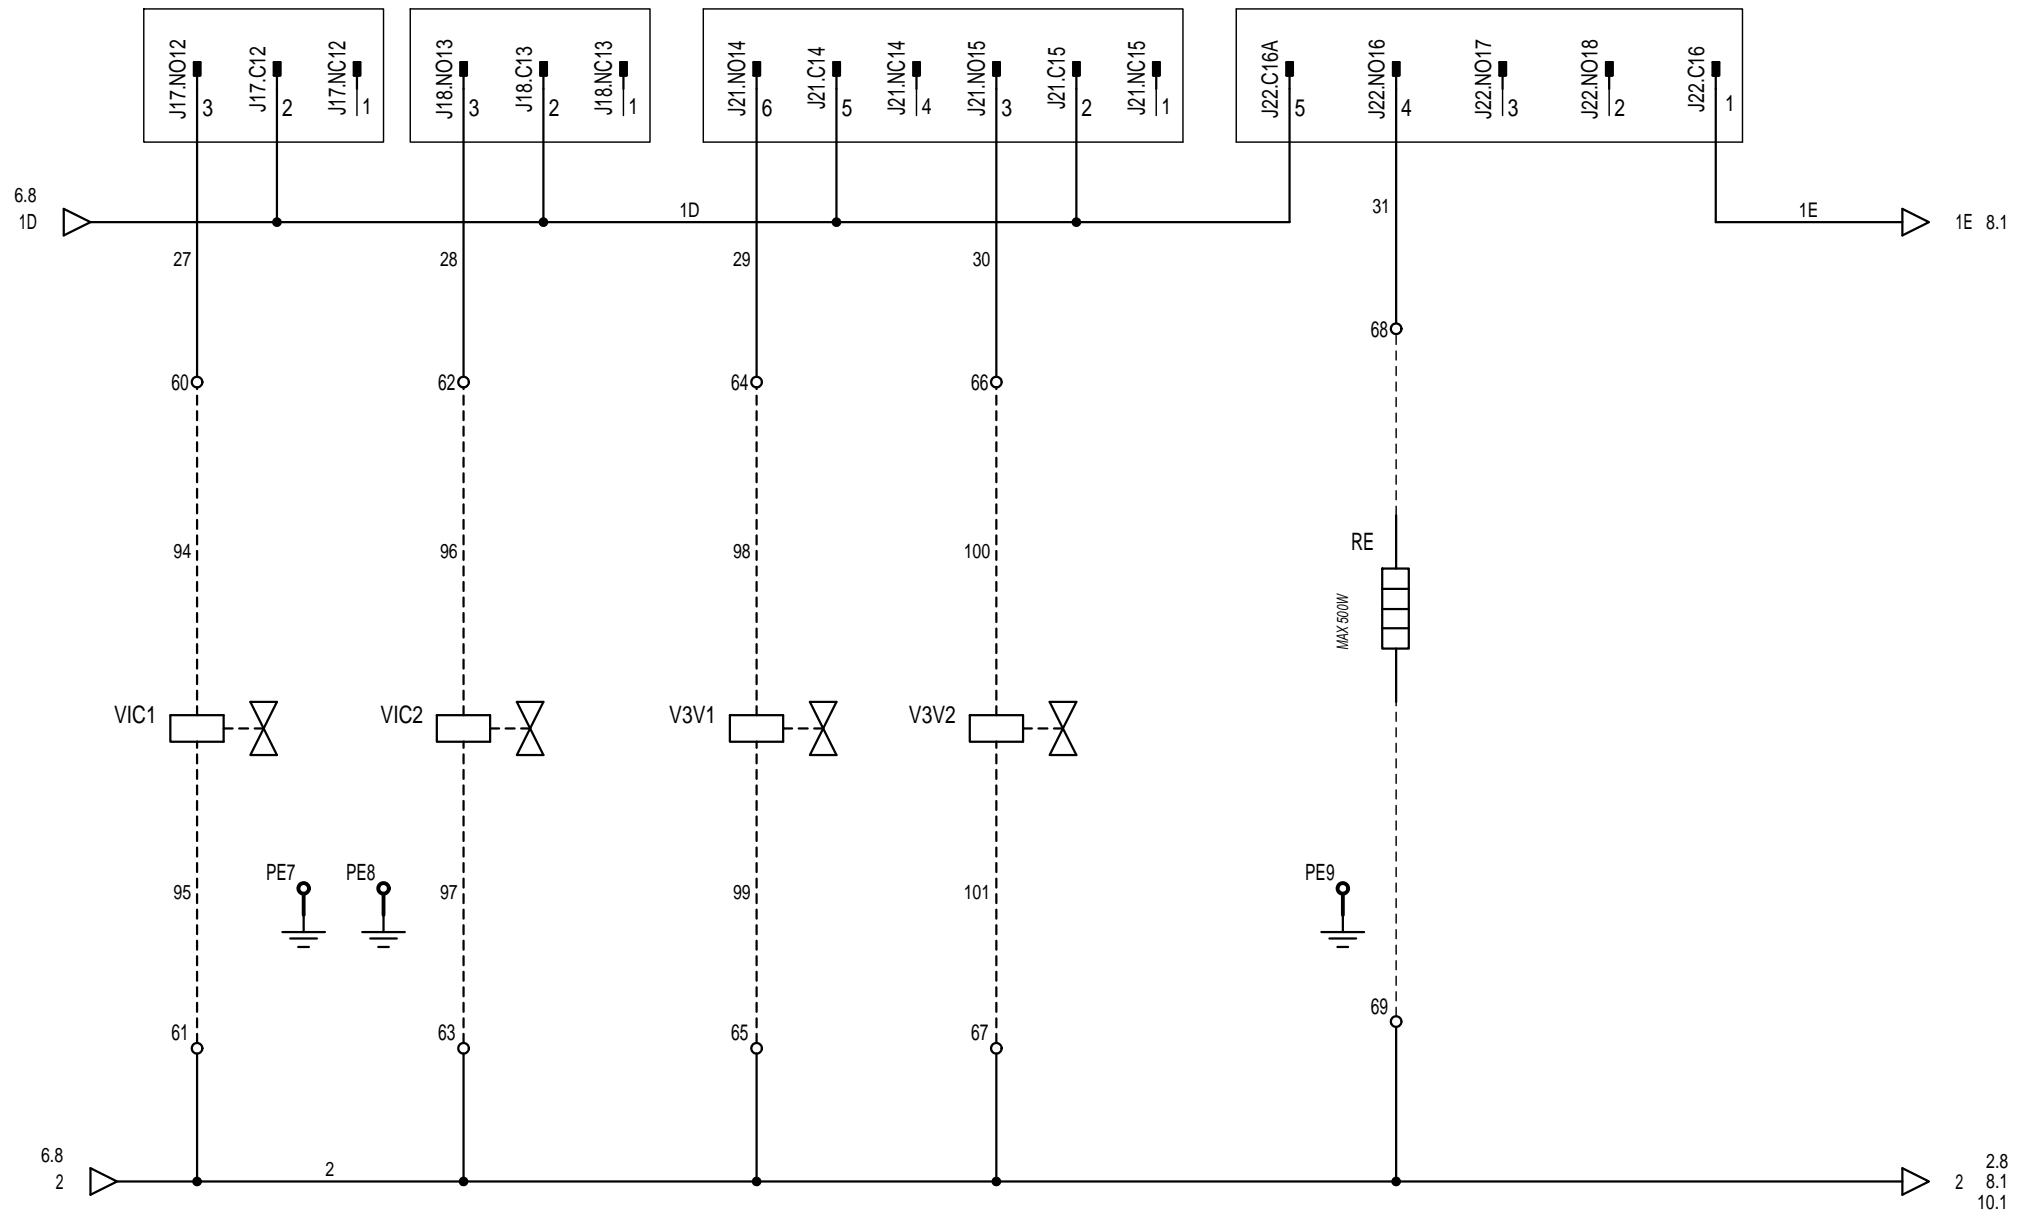 J17.NO12 3 J17.C12 2 J17.NC12 1 J18.NO13 3 J18.C13 2 J18.NC13 1 J21.NO14 6 J21.C14 5 J21.NC14 4 J21.NO15 3 J21.C15 2 J21.NC15 1 J22.C16A 5 J22.NO16 4 J22.NO17 3 J22.NO18 2 J22.C16 1
6.8
1D 1D 31 1E 1E 8.1
27 28 29 30
68
60 62 64 66
94 96 98 100
RE
MAX 500W
VIC1 VIC2 V3V1 V3V2
PE7 PE8 PE9
95 97 99 101
69
61 63 65 67
6.8
2 2
2.8
2 8.1
10.1